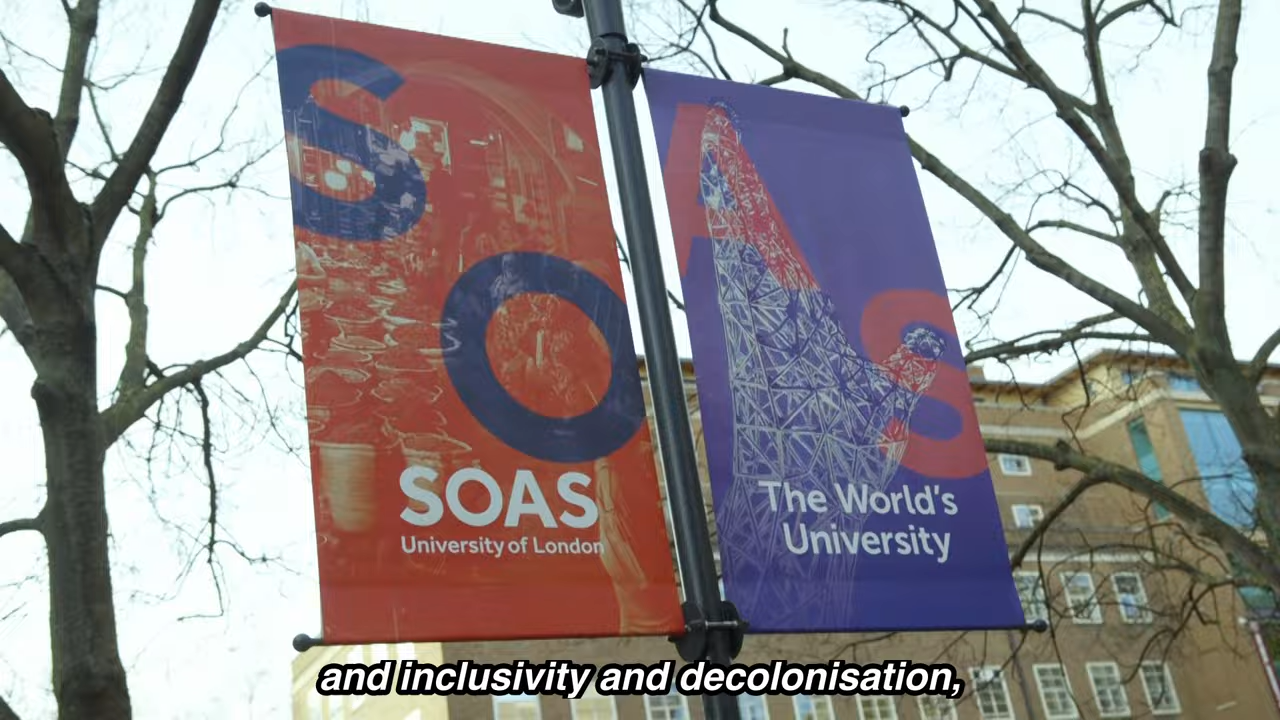 S
O
SOAS
University of London
A
S
The World's
University
and inclusivity and decolonisation,